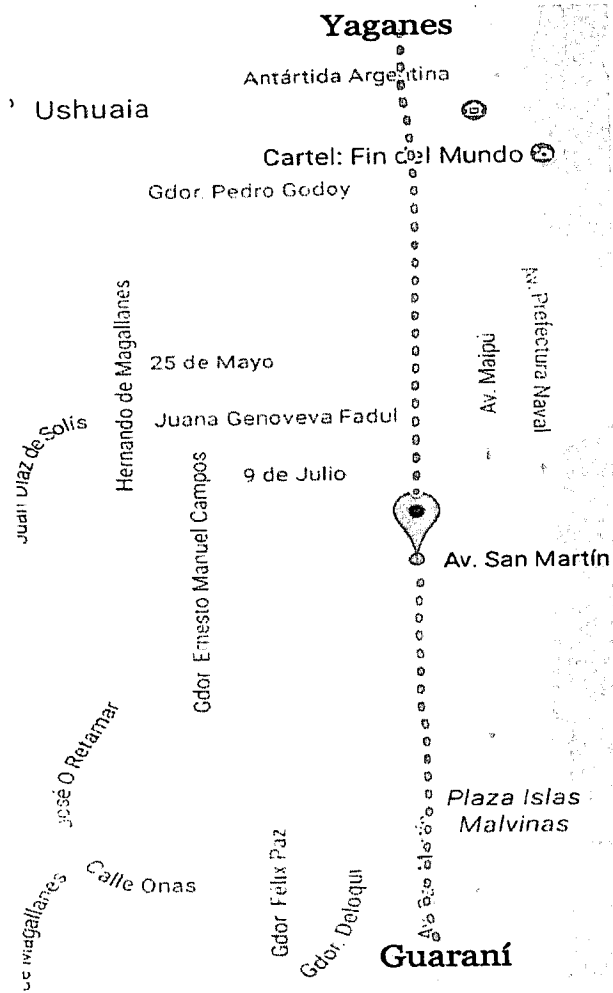 Yaganes
Antártida Argentina
Ushuaia
Cartel: Fin del Mundo
Gdor. Pedro Godoy
Av. Prefectura Naval
Hernando de Magallanes
25 de Mayo
Av. Maipú
Juana Genoveva Fadul
Juan Díaz de Solís
9 de Julio
Gdor Ernesto Manuel Campos
Av. San Martín
José O Retamar
Plaza Islas
Malvinas
Calle Onas
Gdor Félix Paz
Gdor. Deloqui
de Magallanes
Guaraní